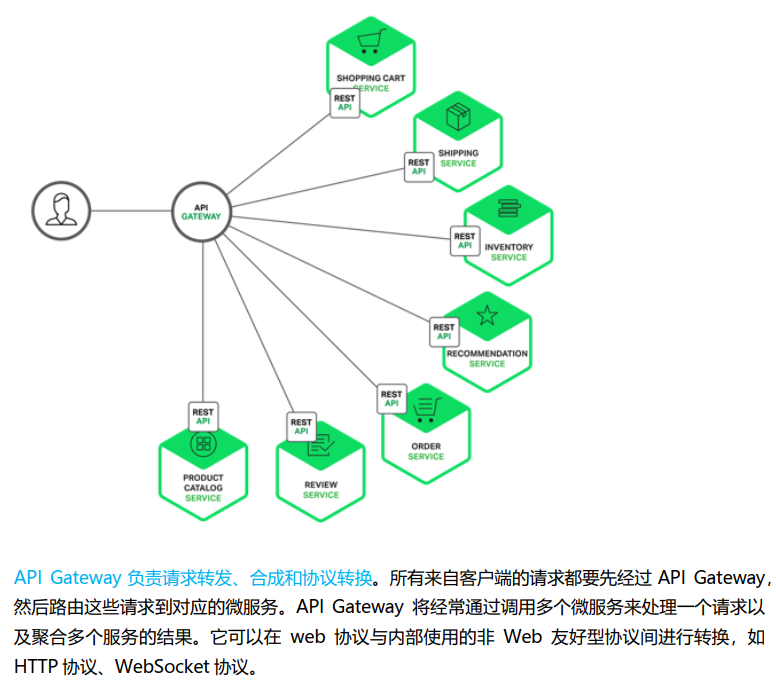 SHOPPING CART
SERVICE
REST
API
SHIPPING
SERVICE
REST
API
API
GATEWAY
REST
API
INVENTORY
SERVICE
REST
API
RECOMMENDATION
SERVICE
REST
API
ORDER
SERVICE
REST
API
PRODUCT
CATALOG
SERVICE
REST
API
REVIEW
SERVICE
API Gateway 负责请求转发、合成和协议转换。所有来自客户端的请求都要先经过 API Gateway，
然后路由这些请求到对应的微服务。API Gateway 将经常通过调用多个微服务来处理一个请求以
及聚合多个服务的结果。它可以在 web 协议与内部使用的非 Web 友好型协议间进行转换，如
HTTP 协议、WebSocket 协议。